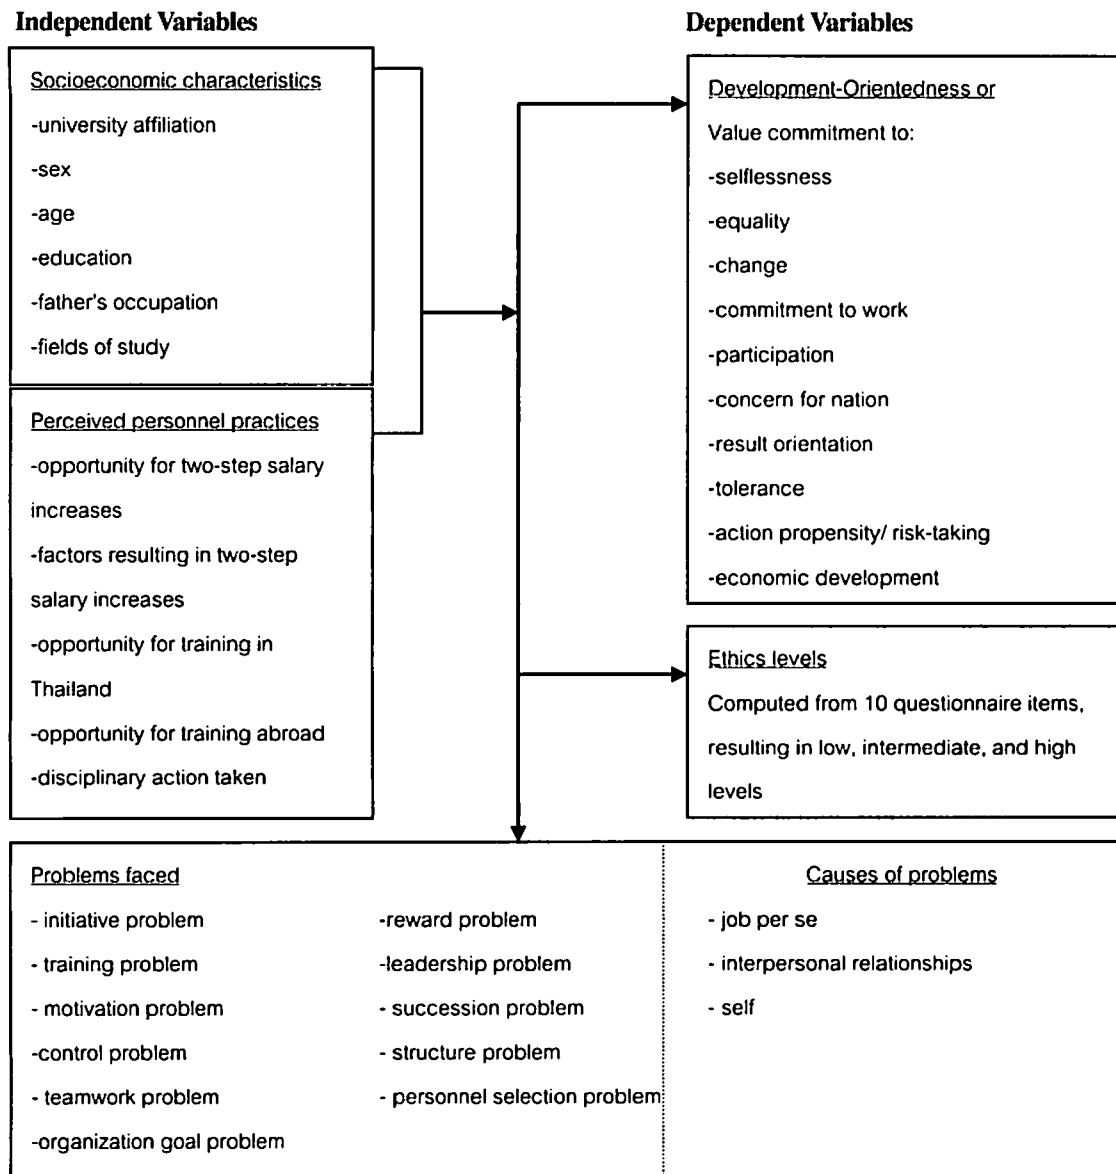 Independent Variables
Socioeconomic characteristics
-university affiliation
-sex
-age
-education
-father's occupation
-fields of study
Perceived personnel practices
-opportunity for two-step salary
increases
-factors resulting in two-step
salary increases
-opportunity for training in
Thailand
-opportunity for training abroad
-disciplinary action taken
Dependent Variables
Development-Orientedness or
Value commitment to:
-selflessness
-equality
-change
-commitment to work
-participation
-concern for nation
-result orientation
-tolerance
-action propensity/ risk-taking
-economic development
Ethics levels
Computed from 10 questionnaire items,
resulting in low, intermediate, and high
levels
Problems faced
- initiative problem
- training problem
- motivation problem
-control problem
- teamwork problem
-organization goal problem
-reward problem
-leadership problem
- succession problem
- structure problem
- personnel selection problem
Causes of problems
- job per se
- interpersonal relationships
- self